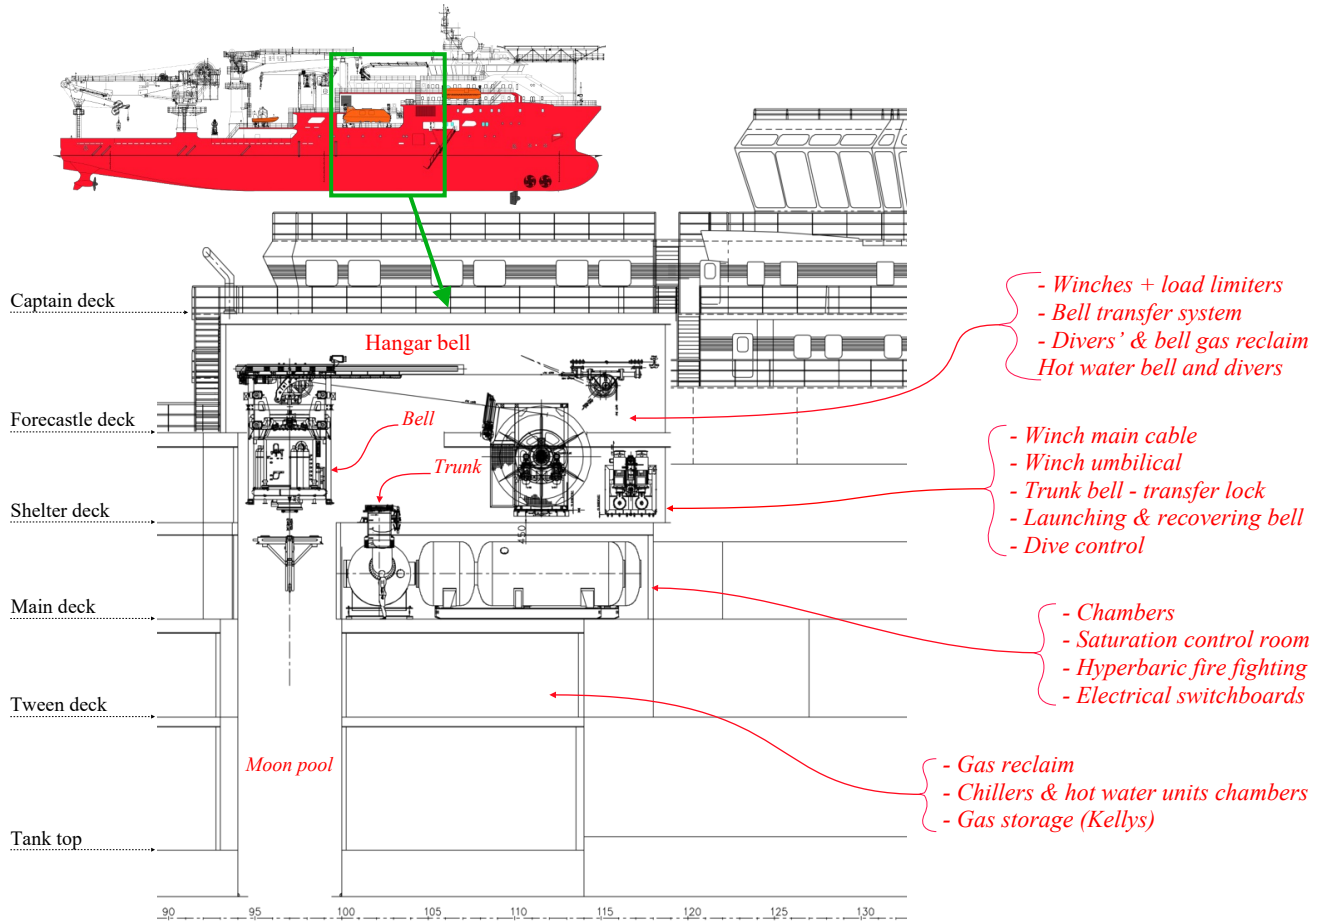 Captain deck
Hangar bell
- Winches + load limiters
- Bell transfer system
- Divers’ & bell gas reclaim
Hot water bell and divers
Forecastle deck
Bell
Trunk
- Winch main cable
- Winch umbilical
- Trunk bell - transfer lock
- Launching & recovering bell
- Dive control
Shelter deck
450
Main deck
- Chambers
- Saturation control room
- Hyperbaric fire fighting
- Electrical switchboards
Tween deck
Moon pool
- Gas reclaim
- Chillers & hot water units chambers
- Gas storage (Kellys)
Tank top
90 95 100 105 110 115 120 125 130